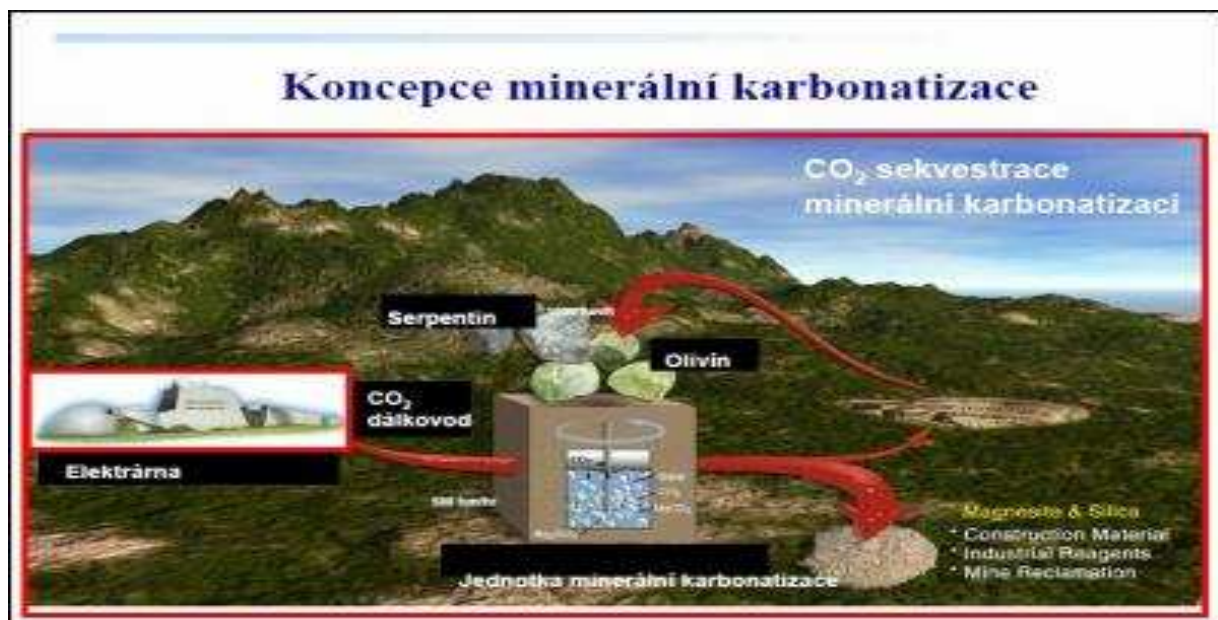 Koncepce minerální karbonatizace
CO₂ sekvestrace
minerální karbonatizaci
Serpentin
Olivín
CO₂
dálkovod
Elektrárna
Magnesite & Silica
* Construction Material
* Industrial Reagents
* Mine Reclamation
Jednotka minerální karbonatizace